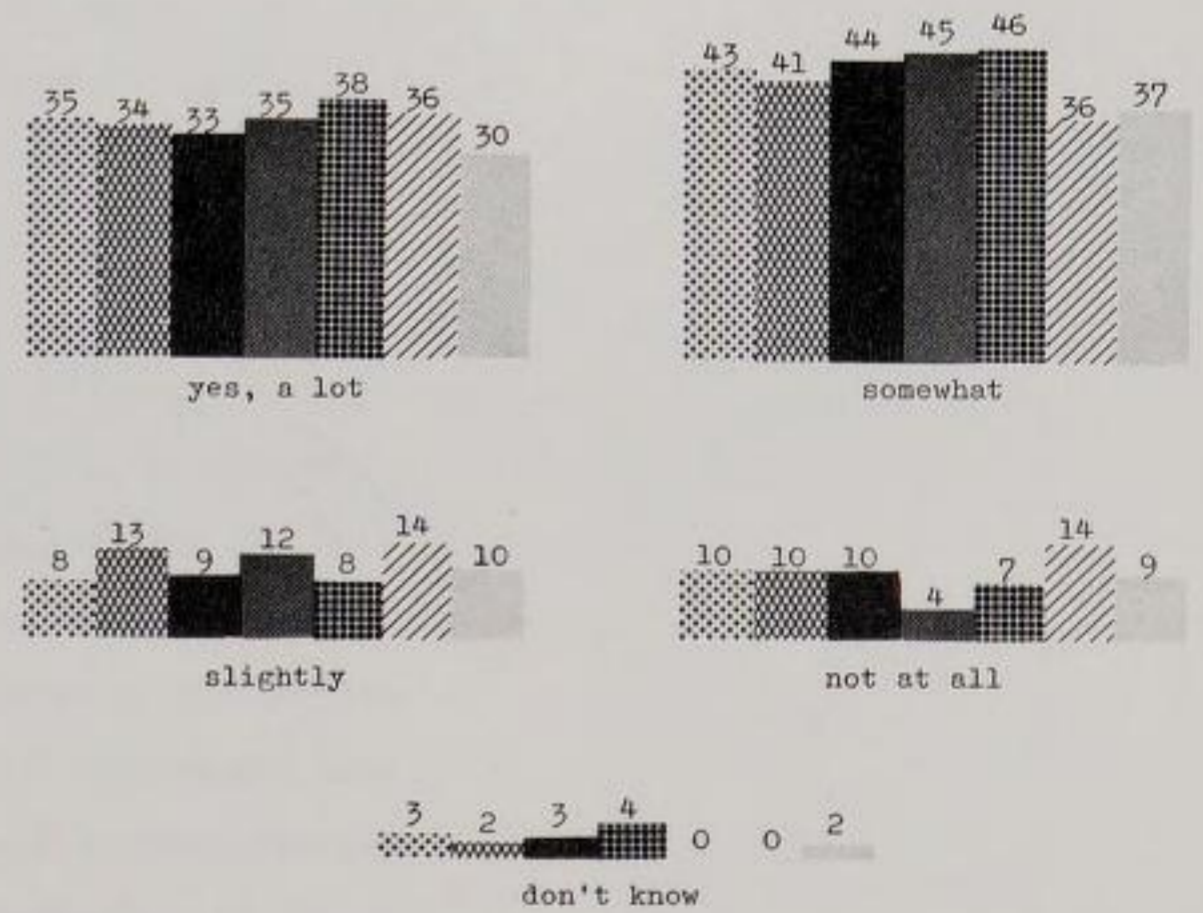 35 34 33 35 38 36 30
yes, a lot
43 41 44 45 46 36 37
somewhat
8 13 9 12 8 14 10
slightly
10 10 10 4 7 14 9
not at all
3 2 3 4 0 0 2
don't know